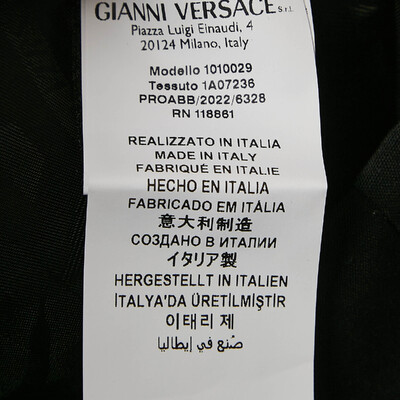 GIANNI VERSACE S.r.l.
Piazza Luigi Einaudi, 4
20124 Milano, Italy
Modello 1010029
Tessuto 1A07236
PROABB/2022/6328
RN 118861
REALIZZATO IN ITALIA
MADE IN ITALY
FABRIQUÉ EN ITALIE
HECHO EN ITALIA
FABRICADO EM ITÁLIA
意大利制造
СОЗДАНО В ИТАЛИИ
イタリア製
HERGESTELLT IN ITALIEN
İTALYA'DA ÜRETİLMİŞTİR
이태리 제
صُنع في إيطاليا